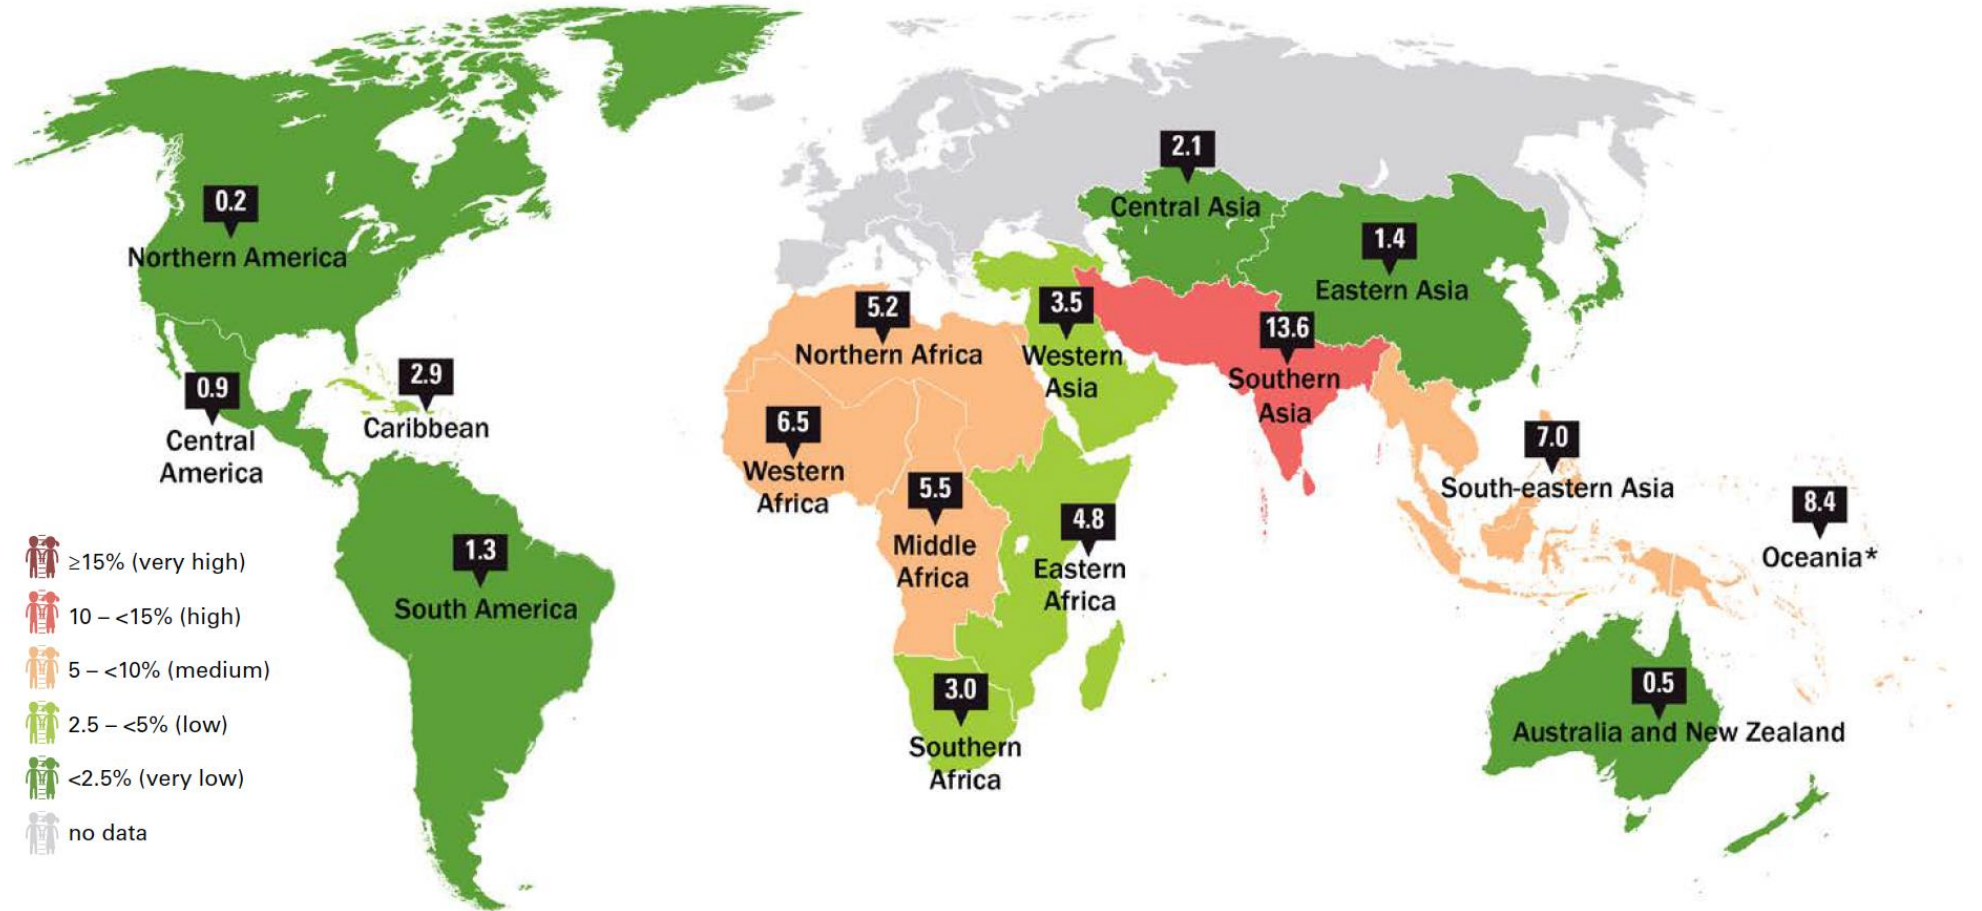 0.2
Northern America
0.9
Central
America
2.9
Caribbean
1.3
South America
5.2
Northern Africa
6.5
Western
Africa
5.5
Middle
Africa
4.8
Eastern
Africa
3.0
Southern
Africa
3.5
Western
Asia
2.1
Central Asia
1.4
Eastern Asia
13.6
Southern
Asia
7.0
South-eastern Asia
8.4
Oceania*
0.5
Australia and New Zealand
≥15% (very high)
10 – <15% (high)
5 – <10% (medium)
2.5 – <5% (low)
<2.5% (very low)
no data